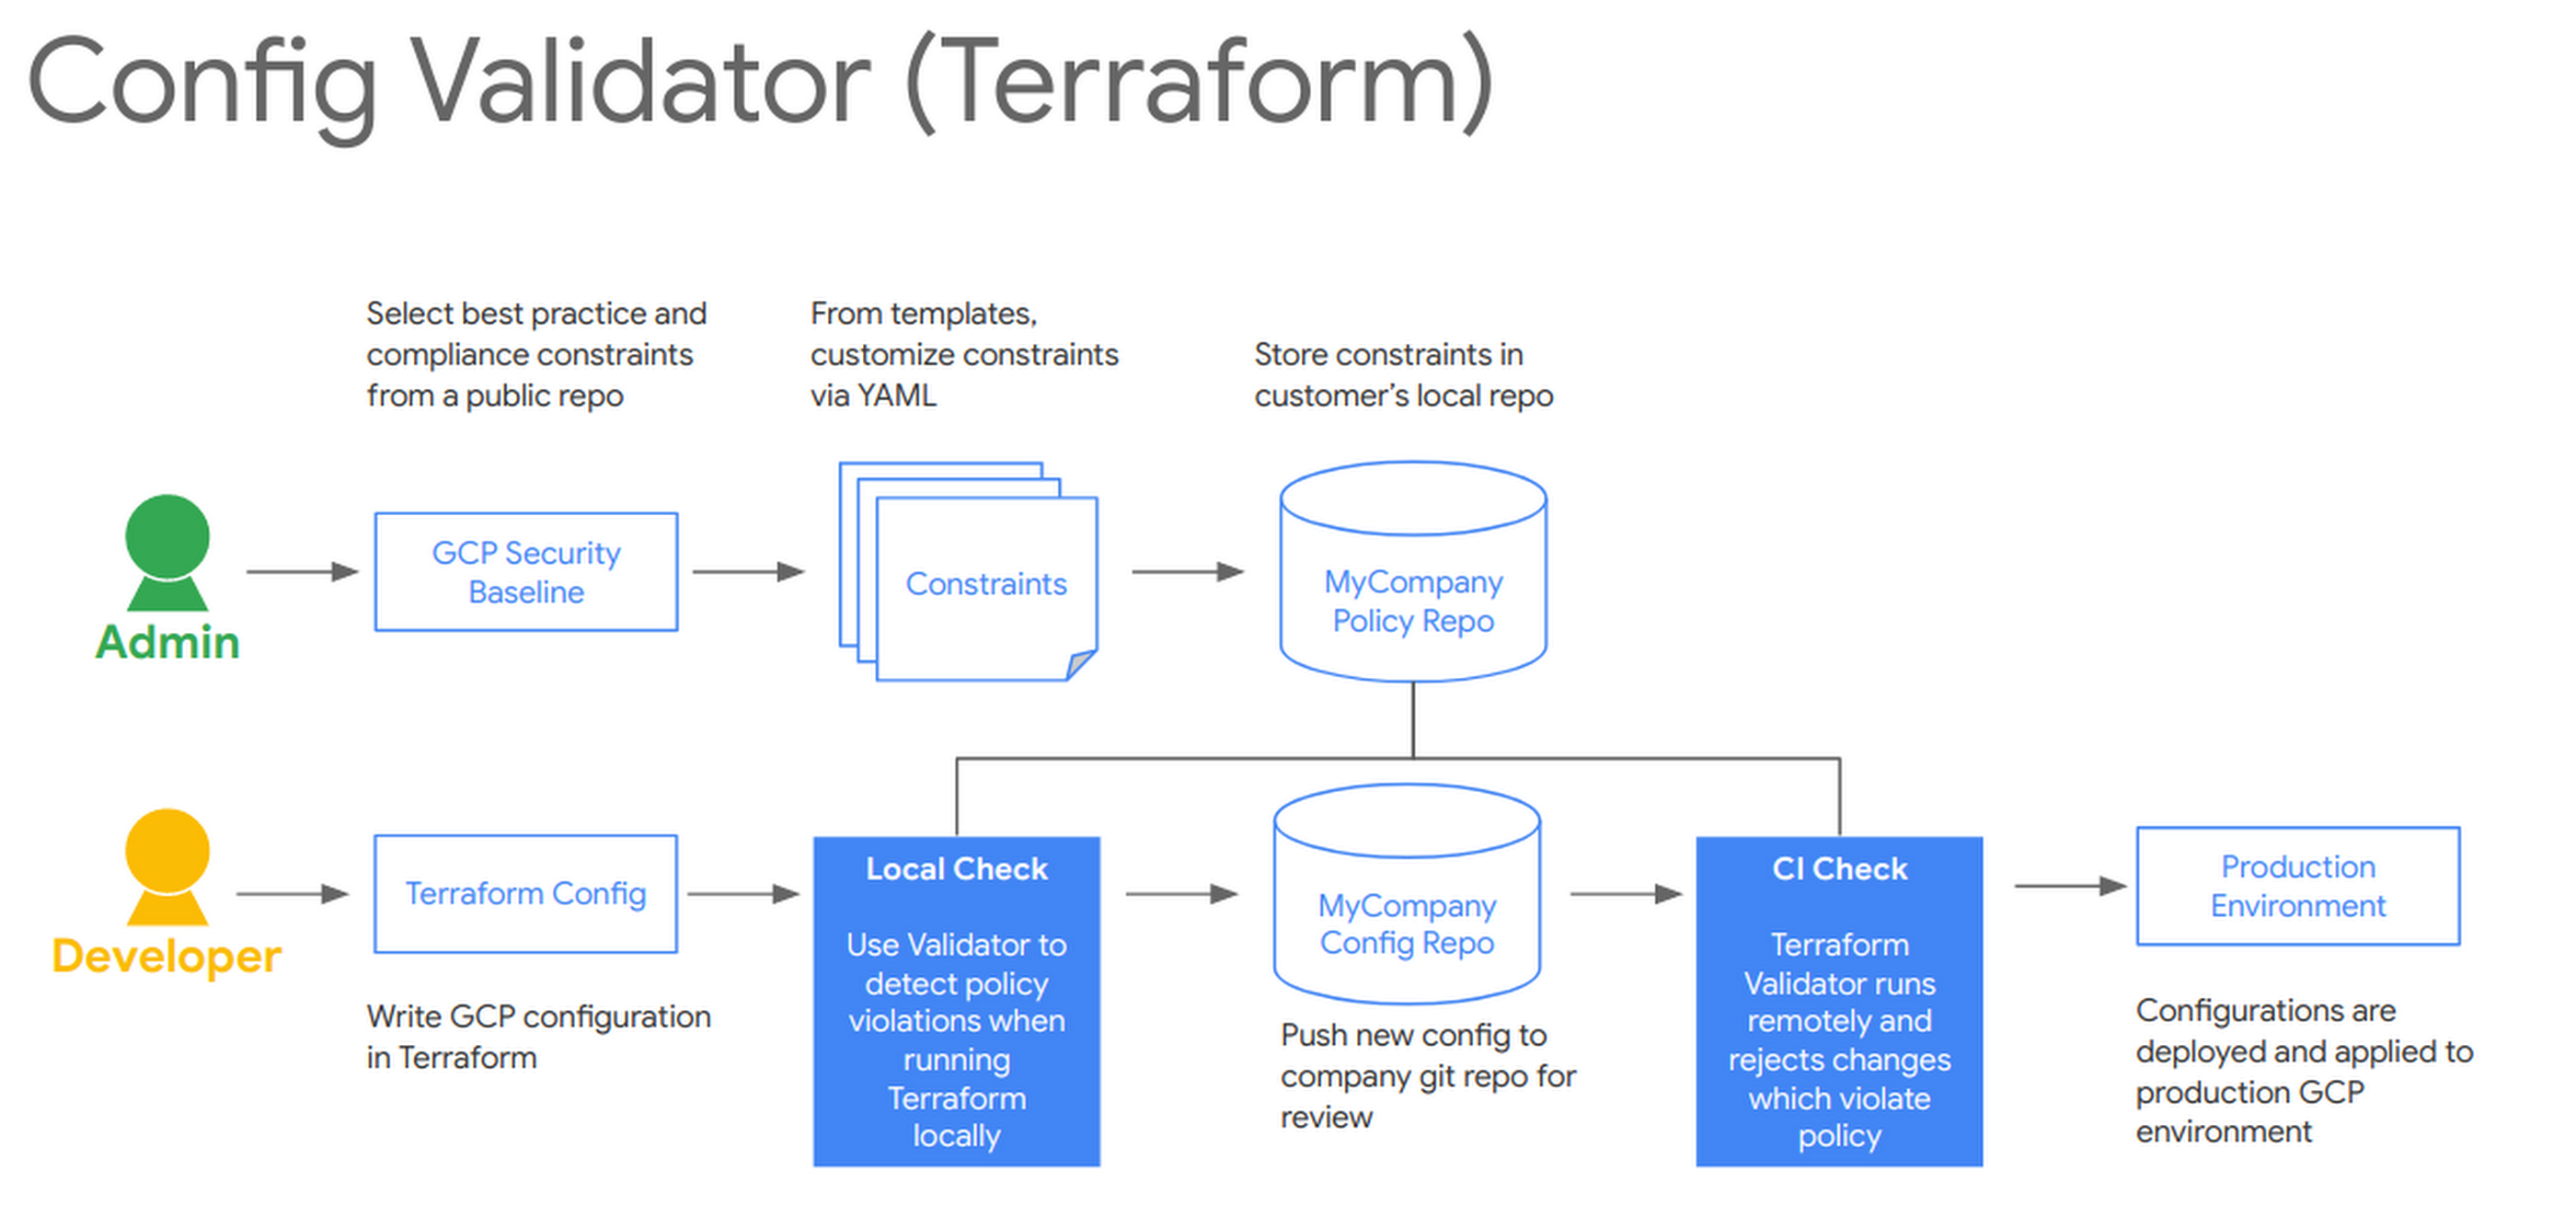 Config Validator (Terraform)
Select best practice and
compliance constraints
from a public repo
From templates,
customize constraints
via YAML
Store constraints in
customer’s local repo
Admin
GCP Security
Baseline
Constraints
MyCompany
Policy Repo
Developer
Terraform Config
Write GCP configuration
in Terraform
Local Check
Use Validator to
detect policy
violations when
running
Terraform
locally
MyCompany
Config Repo
Push new config to
company git repo for
review
CI Check
Terraform
Validator runs
remotely and
rejects changes
which violate
policy
Production
Environment
Configurations are
deployed and applied to
production GCP
environment